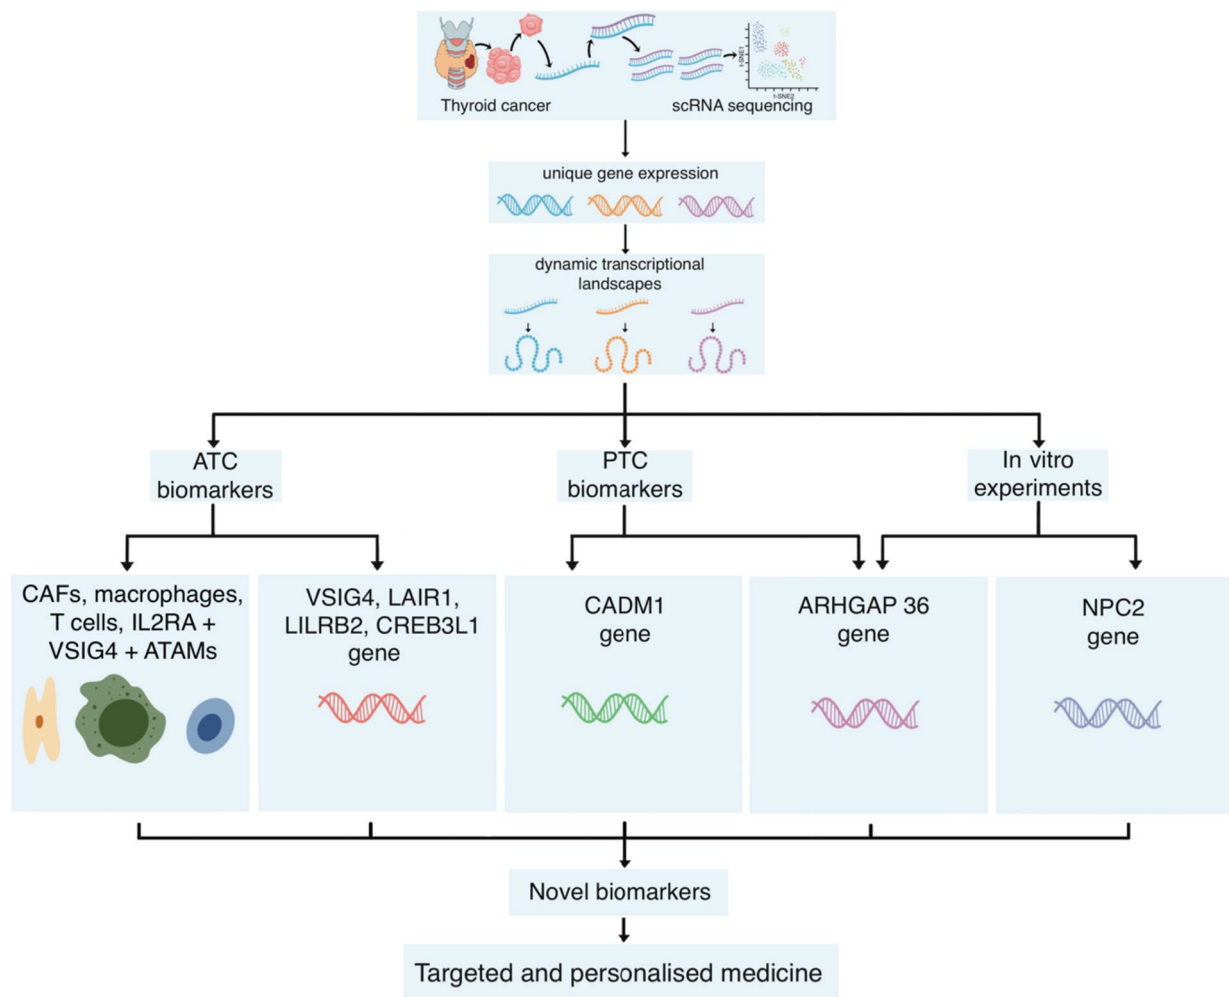 t-SNE1
t-SNE2
Thyroid cancer
scRNA sequencing
unique gene expression
dynamic transcriptional
landscapes
ATC
biomarkers
PTC
biomarkers
In vitro
experiments
CAFs, macrophages,
T cells, IL2RA +
VSIG4 + ATAMs
VSIG4, LAIR1,
LILRB2, CREB3L1
gene
CADM1
gene
ARHGAP 36
gene
NPC2
gene
Novel biomarkers
Targeted and personalised medicine